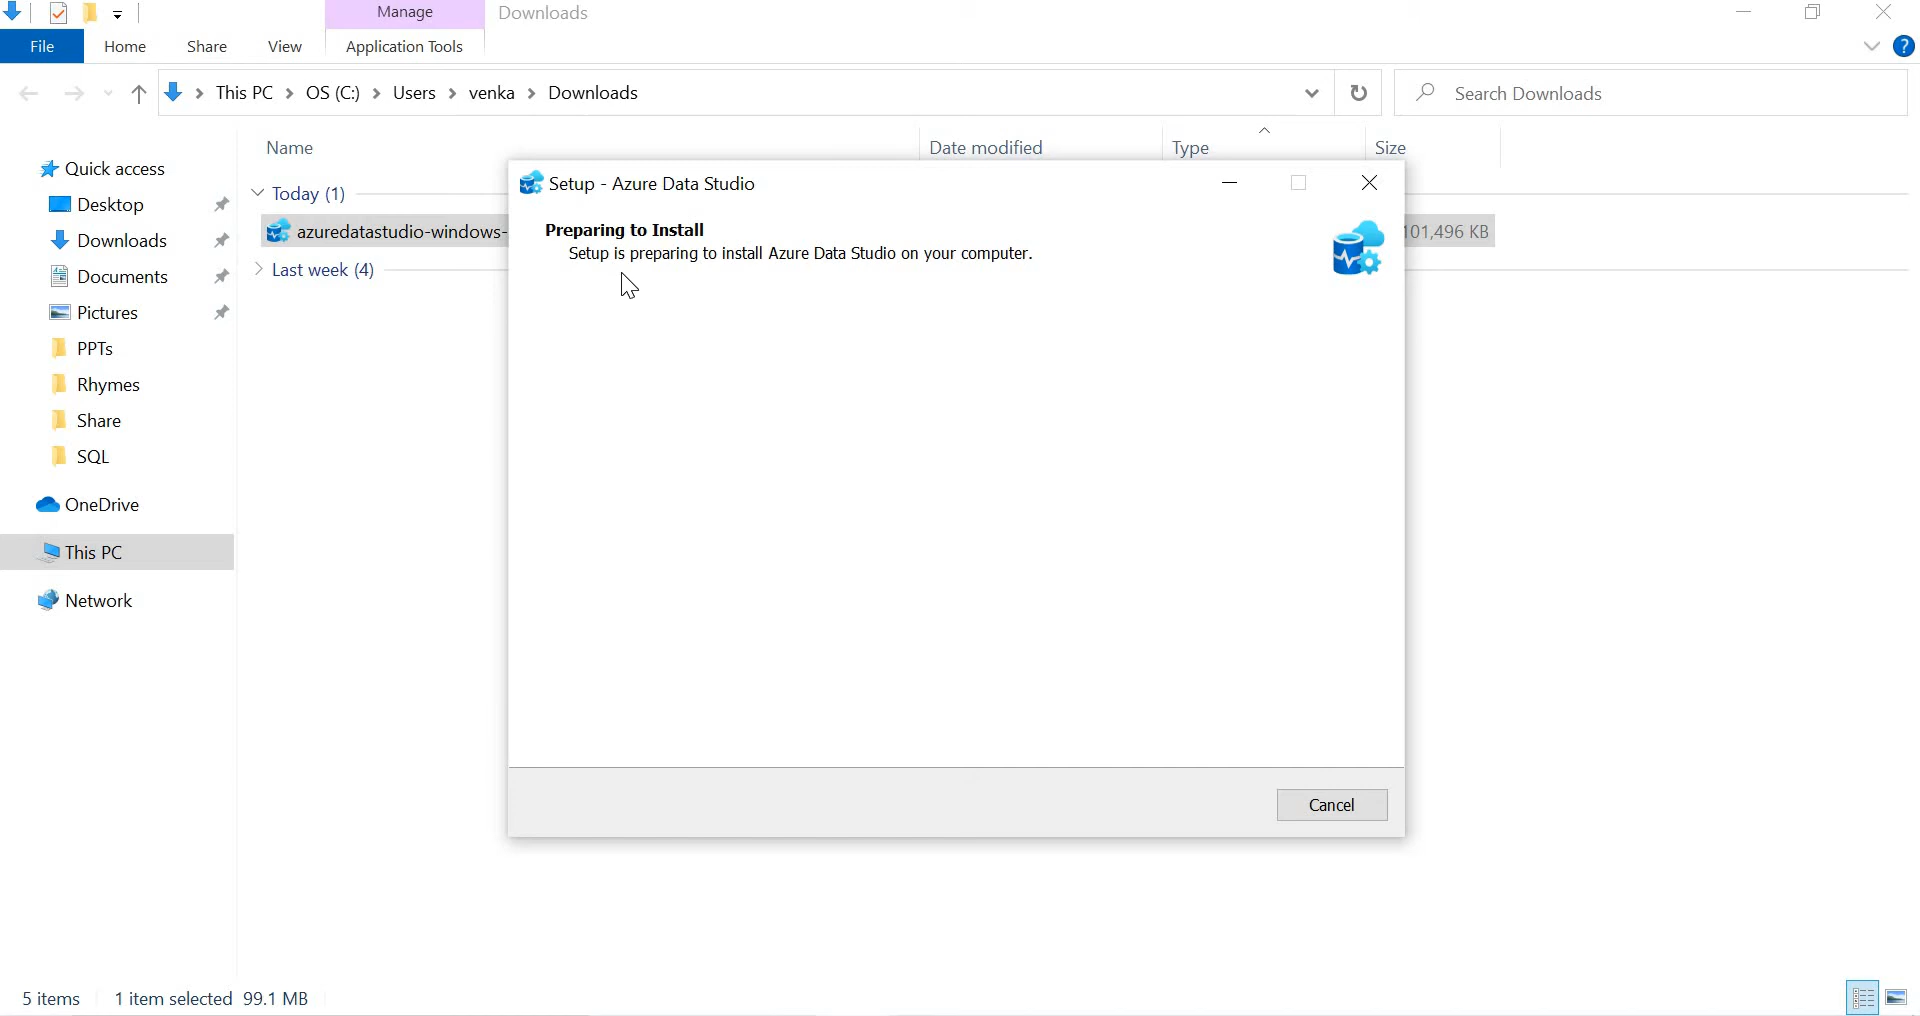 Manage
Downloads
File
Home
Share
View
Application Tools
This PC
OS (C:)
Users
venka
Downloads
Search Downloads
Name
Date modified
Type
Size
Quick access
Desktop
Downloads
Documents
Pictures
PPTs
Rhymes
Share
SQL
OneDrive
This PC
Network
Today (1)
azuredatastudio-windows-
101,496 KB
Last week (4)
Setup - Azure Data Studio
Preparing to Install
Setup is preparing to install Azure Data Studio on your computer.
Cancel
5 items
1 item selected 99.1 MB